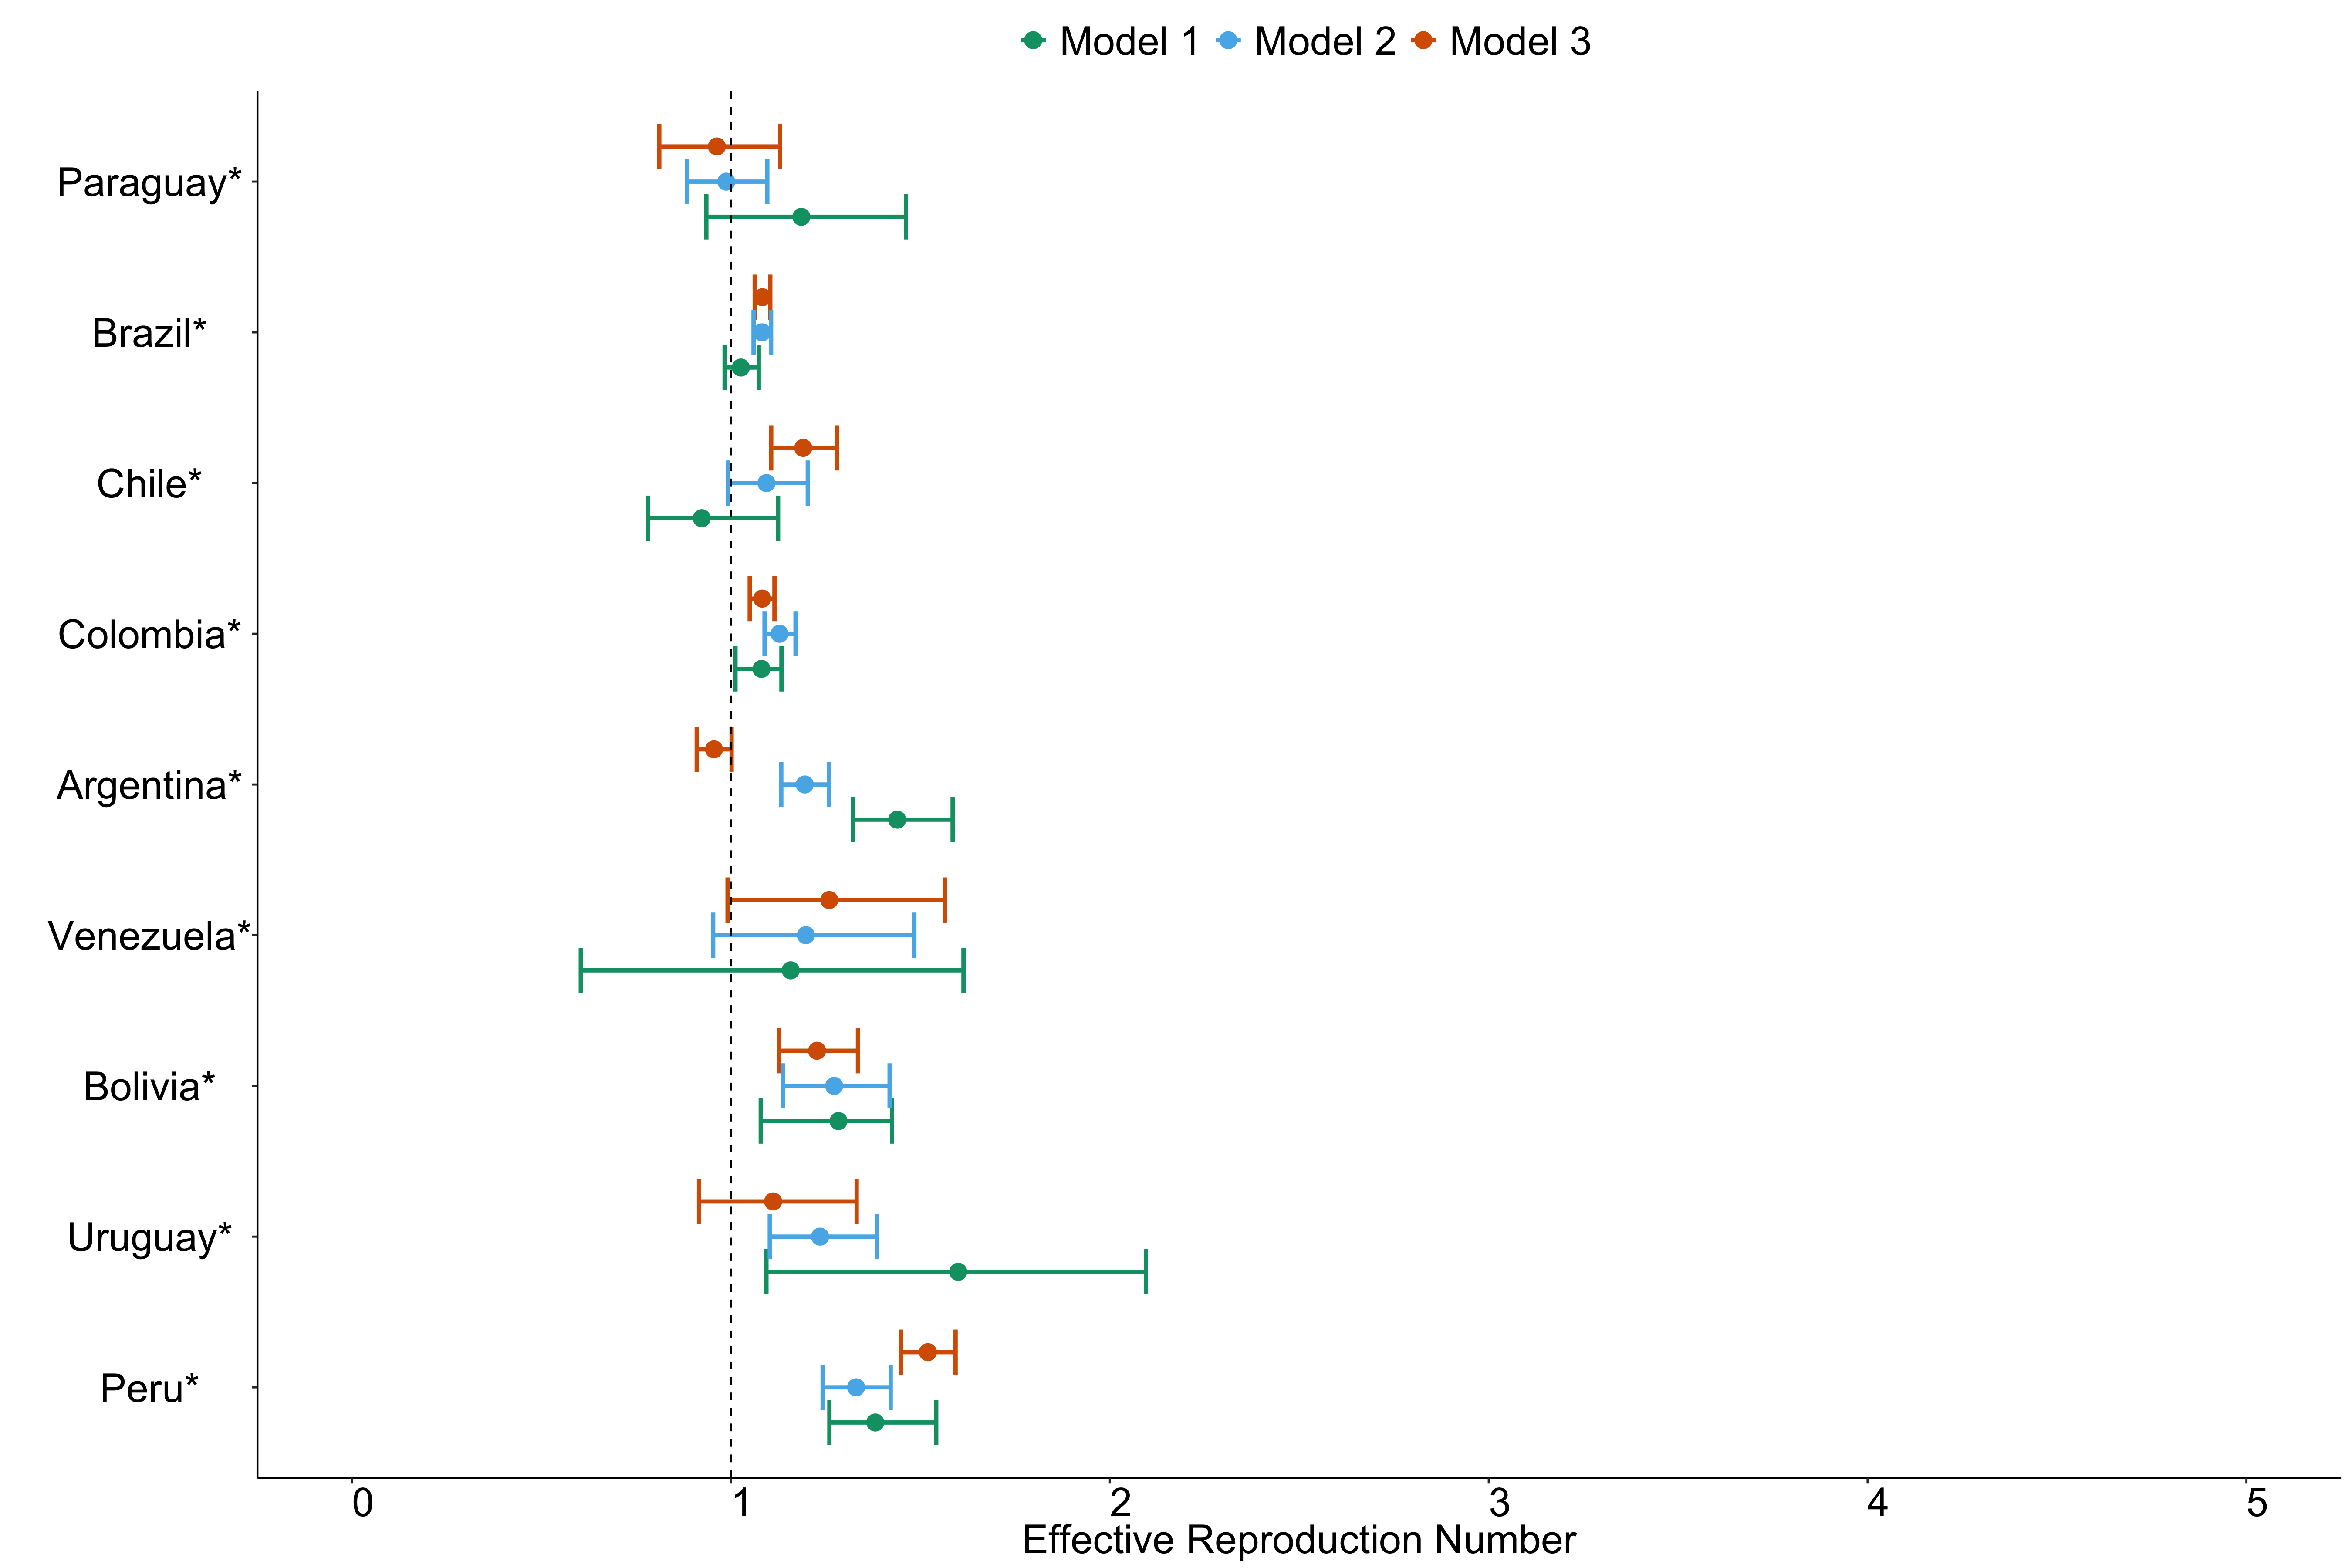 Model 1 Model 2 Model 3
Paraguay*
Brazil*
Chile*
Colombia*
Argentina*
Venezuela*
Bolivia*
Uruguay*
Peru*
0 1 2 3 4 5
Effective Reproduction Number